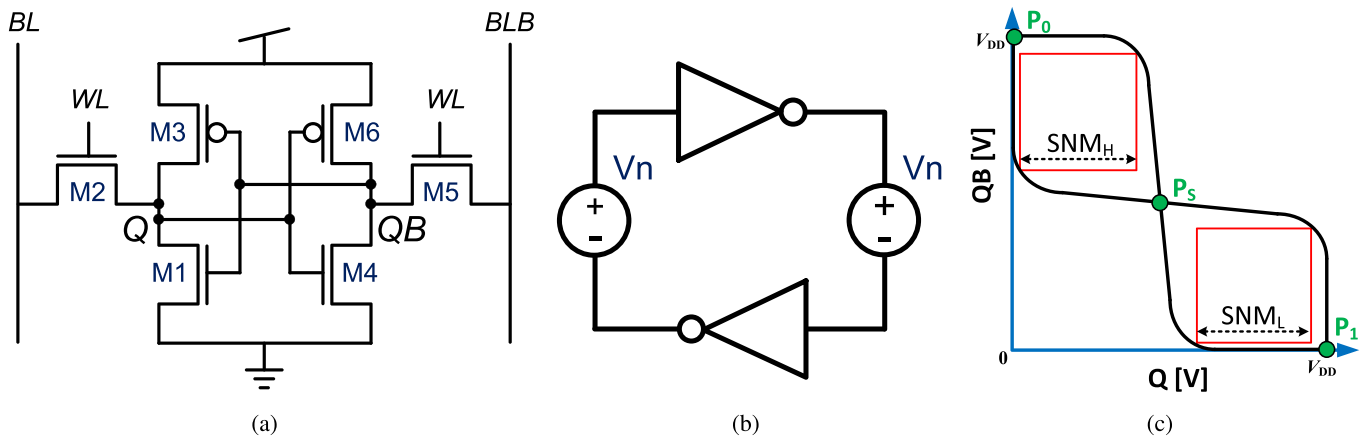 BL
BLB
WL
WL
M3
M6
M2
M5
Q
QB
M1
M4
(a)
Vn
Vn
+
-
+
-
(b)
P0
VDD
QB [V]
SNMH
PS
SNML
P1
0
VDD
Q [V]
(c)